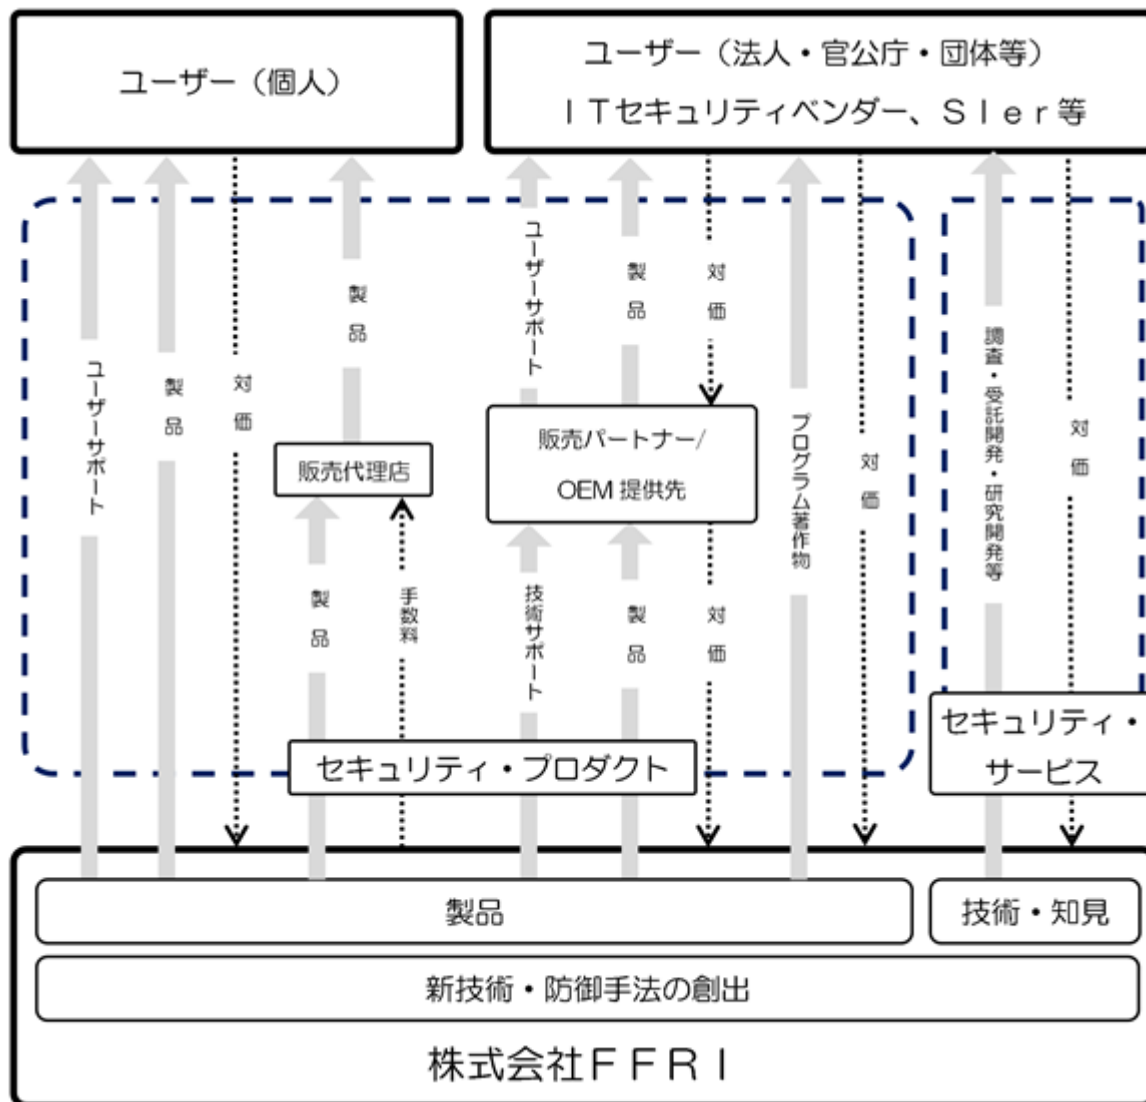 ユーザー（個人）
ユーザー（法人・官公庁・団体等）
ＩＴセキュリティベンダー、ＳＩｅｒ等
ユーザーサポート
製品
対価
製品
ユーザーサポート
製品
対価
プログラム著作物
対価
調査・受託開発・研究開発等
対価
販売代理店
販売パートナー/
OEM 提供先
製品
手数料
技術サポート
製品
対価
セキュリティ・プロダクト
セキュリティ・
サービス
製品
技術・知見
新技術・防御手法の創出
株式会社ＦＦＲＩ